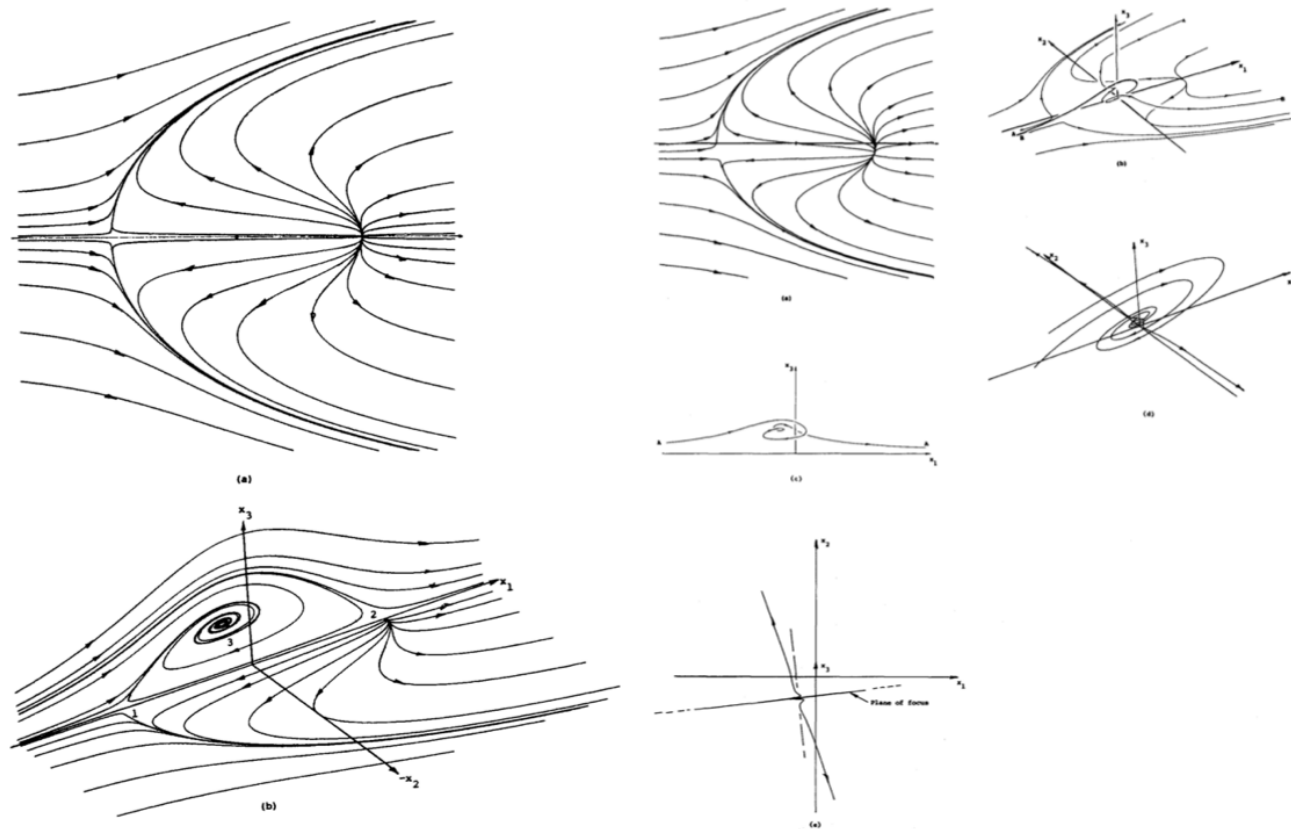 (a)
x3
x1
2
3
1
-x2
(b)
(a)
x3
x2
x1
A
B
B
(b)
x3
x2
x
(d)
x3
A
A
x1
(c)
x2
x3
x1
Plane of focus
(e)